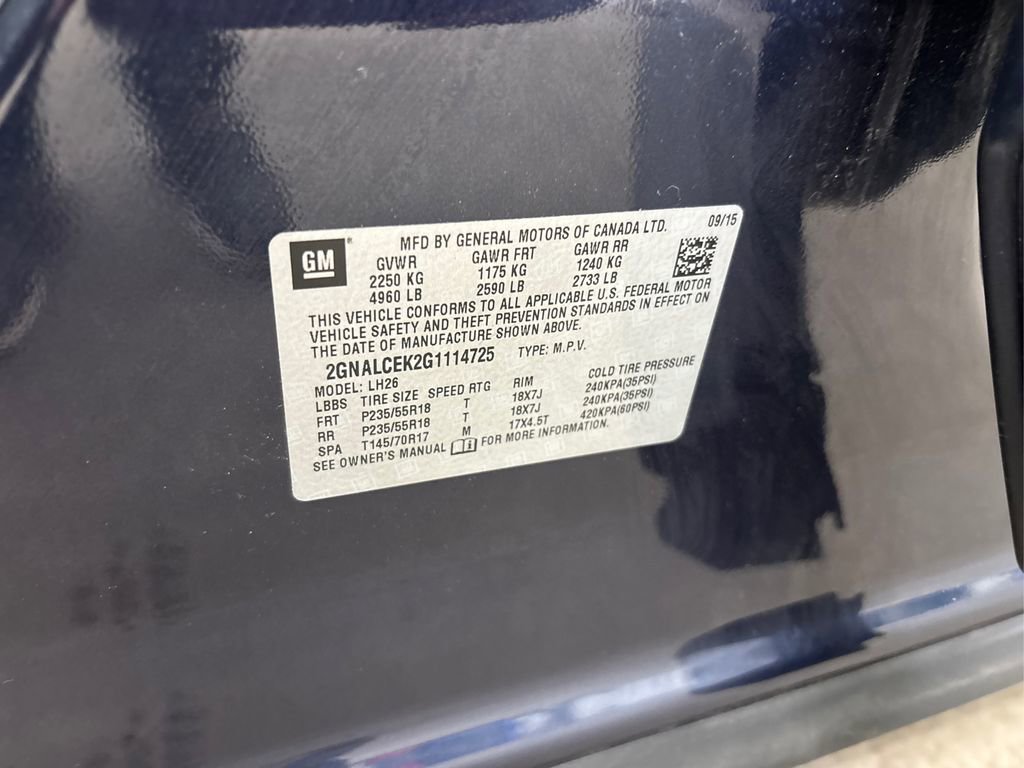 GM
MFD BY GENERAL MOTORS OF CANADA LTD. 09/15
GVWR GAWR FRT GAWR RR
2250 KG 1175 KG 1240 KG
4960 LB 2590 LB 2733 LB
THIS VEHICLE CONFORMS TO ALL APPLICABLE U.S. FEDERAL MOTOR
VEHICLE SAFETY AND THEFT PREVENTION STANDARDS IN EFFECT ON
THE DATE OF MANUFACTURE SHOWN ABOVE.
2GNALCEK2G1114725 TYPE: M.P.V.
MODEL: LH26
LBBS TIRE SIZE SPEED RTG RIM COLD TIRE PRESSURE
FRT P235/55R18 T 18X7J 240KPA(35PSI)
RR P235/55R18 T 18X7J 240KPA(35PSI)
SPA T145/70R17 M 17X4.5T 420KPA(60PSI)
SEE OWNER'S MANUAL FOR MORE INFORMATION.